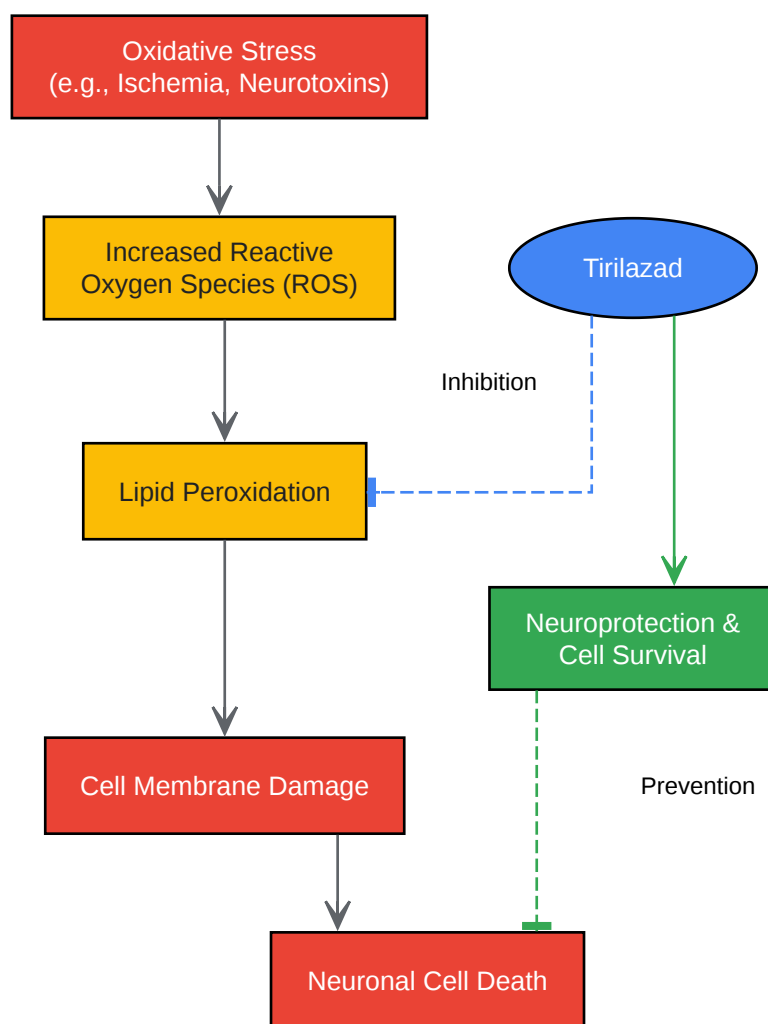 Oxidative Stress
(e.g., Ischemia, Neurotoxins)
Increased Reactive
Oxygen Species (ROS)
Tirilazad
Inhibition
Lipid Peroxidation
Neuroprotection &
Cell Survival
Cell Membrane Damage
Prevention
Neuronal Cell Death